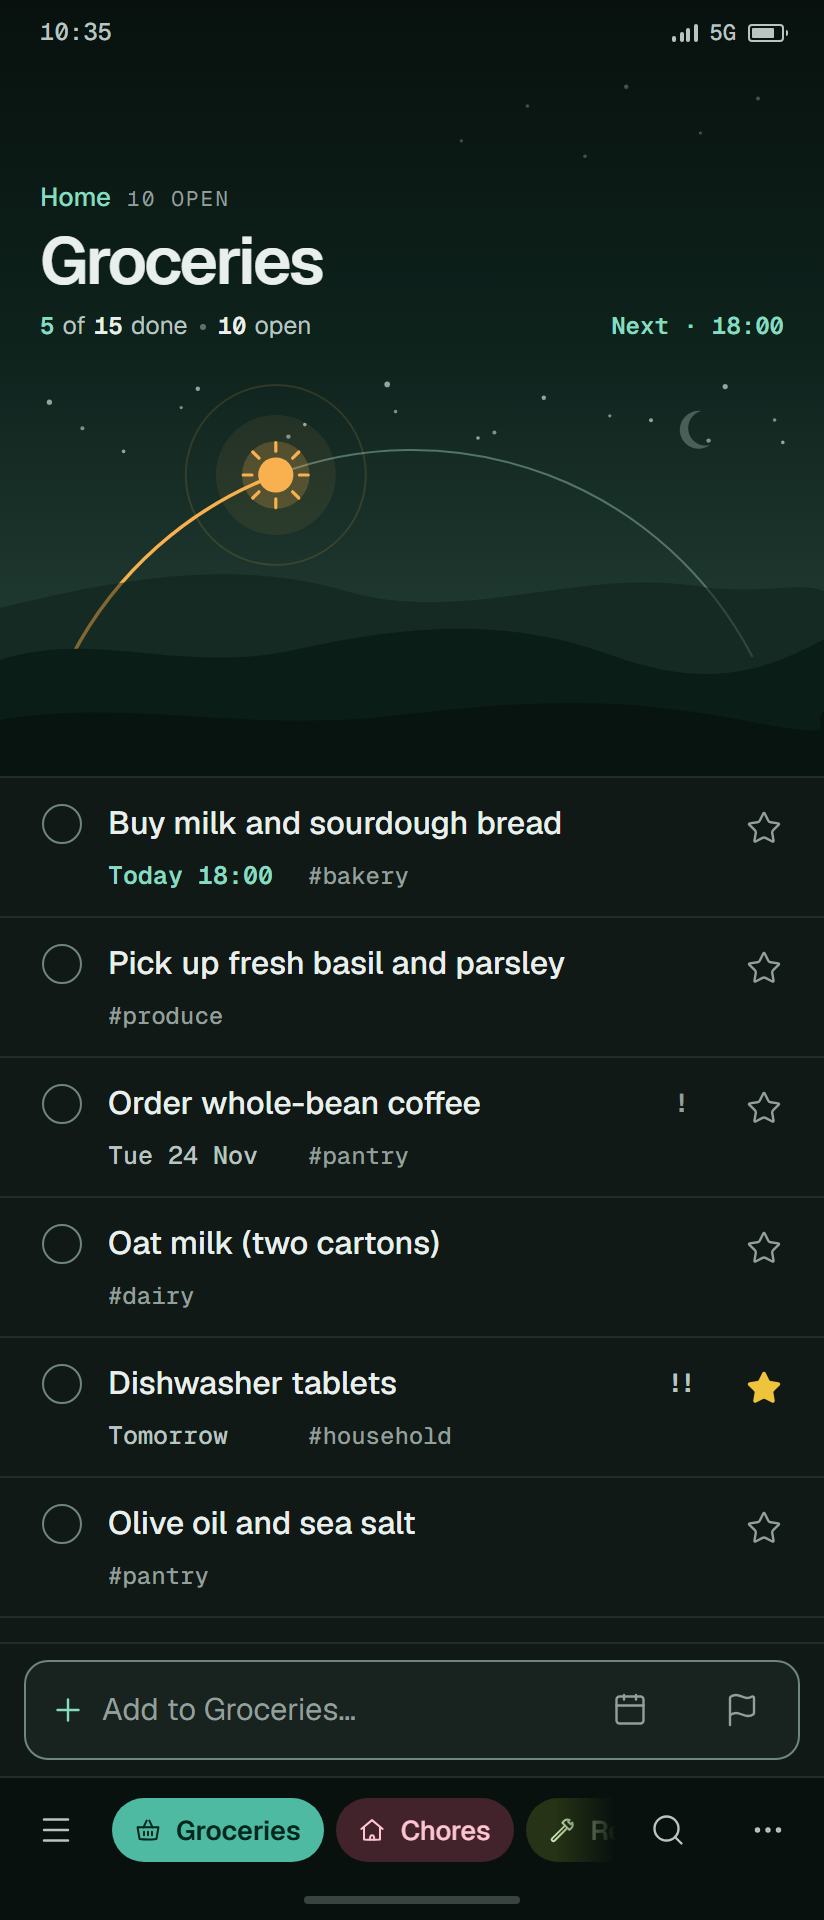 10:35
5G
Home 10 OPEN
Groceries
5 of 15 done • 10 open
Next · 18:00
Buy milk and sourdough bread
Today 18:00 #bakery
Pick up fresh basil and parsley
#produce
Order whole-bean coffee !
Tue 24 Nov #pantry
Oat milk (two cartons)
#dairy
Dishwasher tablets !!
Tomorrow #household
Olive oil and sea salt
#pantry
Add to Groceries…
Groceries
Chores